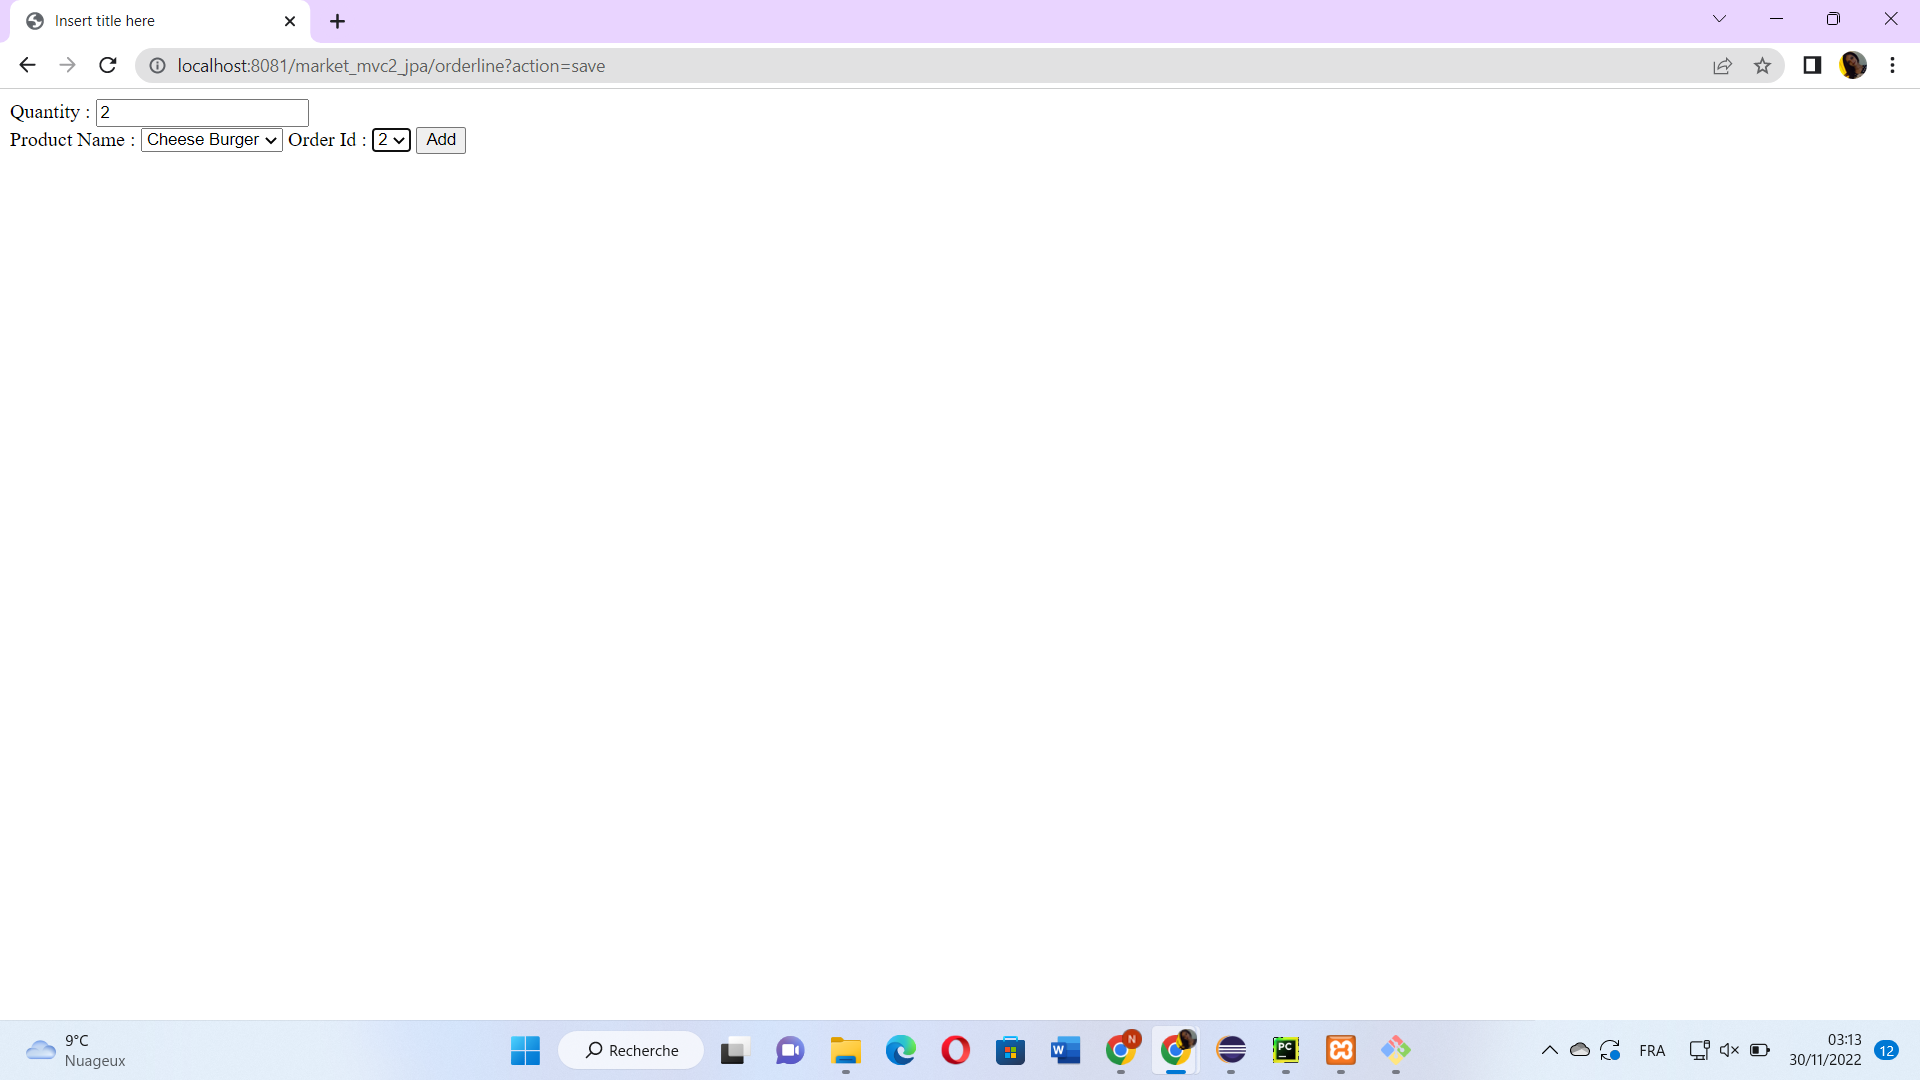 Insert title here
localhost:8081/market_mvc2_jpa/orderline?action=save
Quantity : 2
Product Name : Cheese Burger Order Id : 2 Add
9°C
Nuageux
Recherche
W
N
PC
FRA
03:13
30/11/2022
12